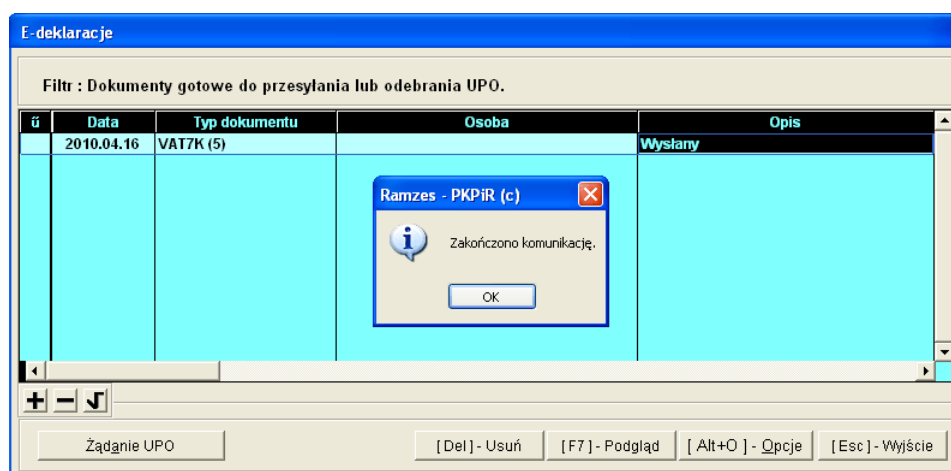 E-deklaracje
Filtr : Dokumenty gotowe do przesyłania lub odebrania UPO.
ű Data Typ dokumentu Osoba Opis
2010.04.16 VAT7K (5) Wysłany
Ramzes - PKPiR (c)
Zakończono komunikację.
OK
Żądanie UPO [ Del ] - Usuń [ F7 ] - Podgląd [ Alt+O ] - Opcje [ Esc ] - Wyjście